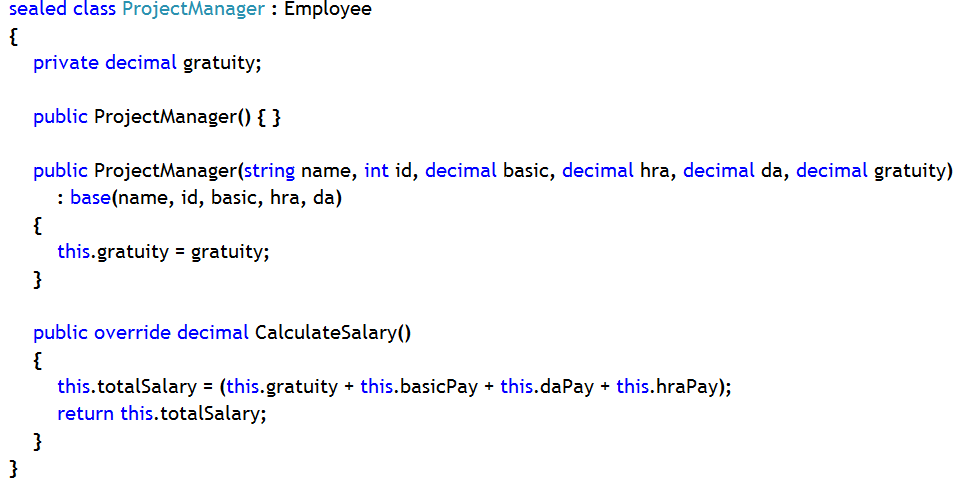 sealed class ProjectManager : Employee
{
private decimal gratuity;
public ProjectManager() { }
public ProjectManager(string name, int id, decimal basic, decimal hra, decimal da, decimal gratuity)
: base(name, id, basic, hra, da)
{
this.gratuity = gratuity;
}
public override decimal CalculateSalary()
{
this.totalSalary = (this.gratuity + this.basicPay + this.daPay + this.hraPay);
return this.totalSalary;
}
}